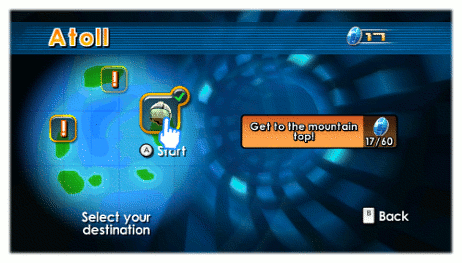 Atoll
17
!
!
Get to the mountain
top!
17/60
A Start
Select your
destination
B Back